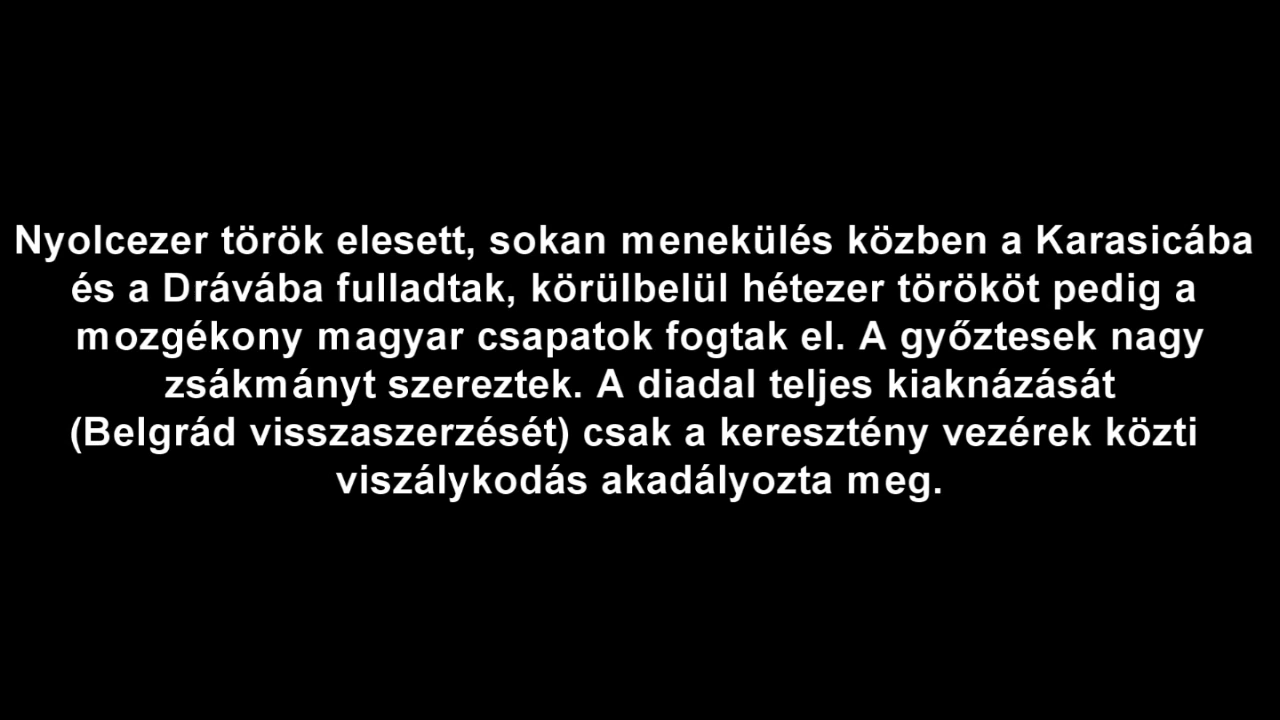 Nyolcezer török elesett, sokan menekülés közben a Karasicába
és a Drávába fulladtak, körülbelül hétezer törököt pedig a
mozgékony magyar csapatok fogtak el. A győztesek nagy
zsákmányt szereztek. A diadal teljes kiaknázását
(Belgrád visszaszerzését) csak a keresztény vezérek közti
viszálykodás akadályozta meg.